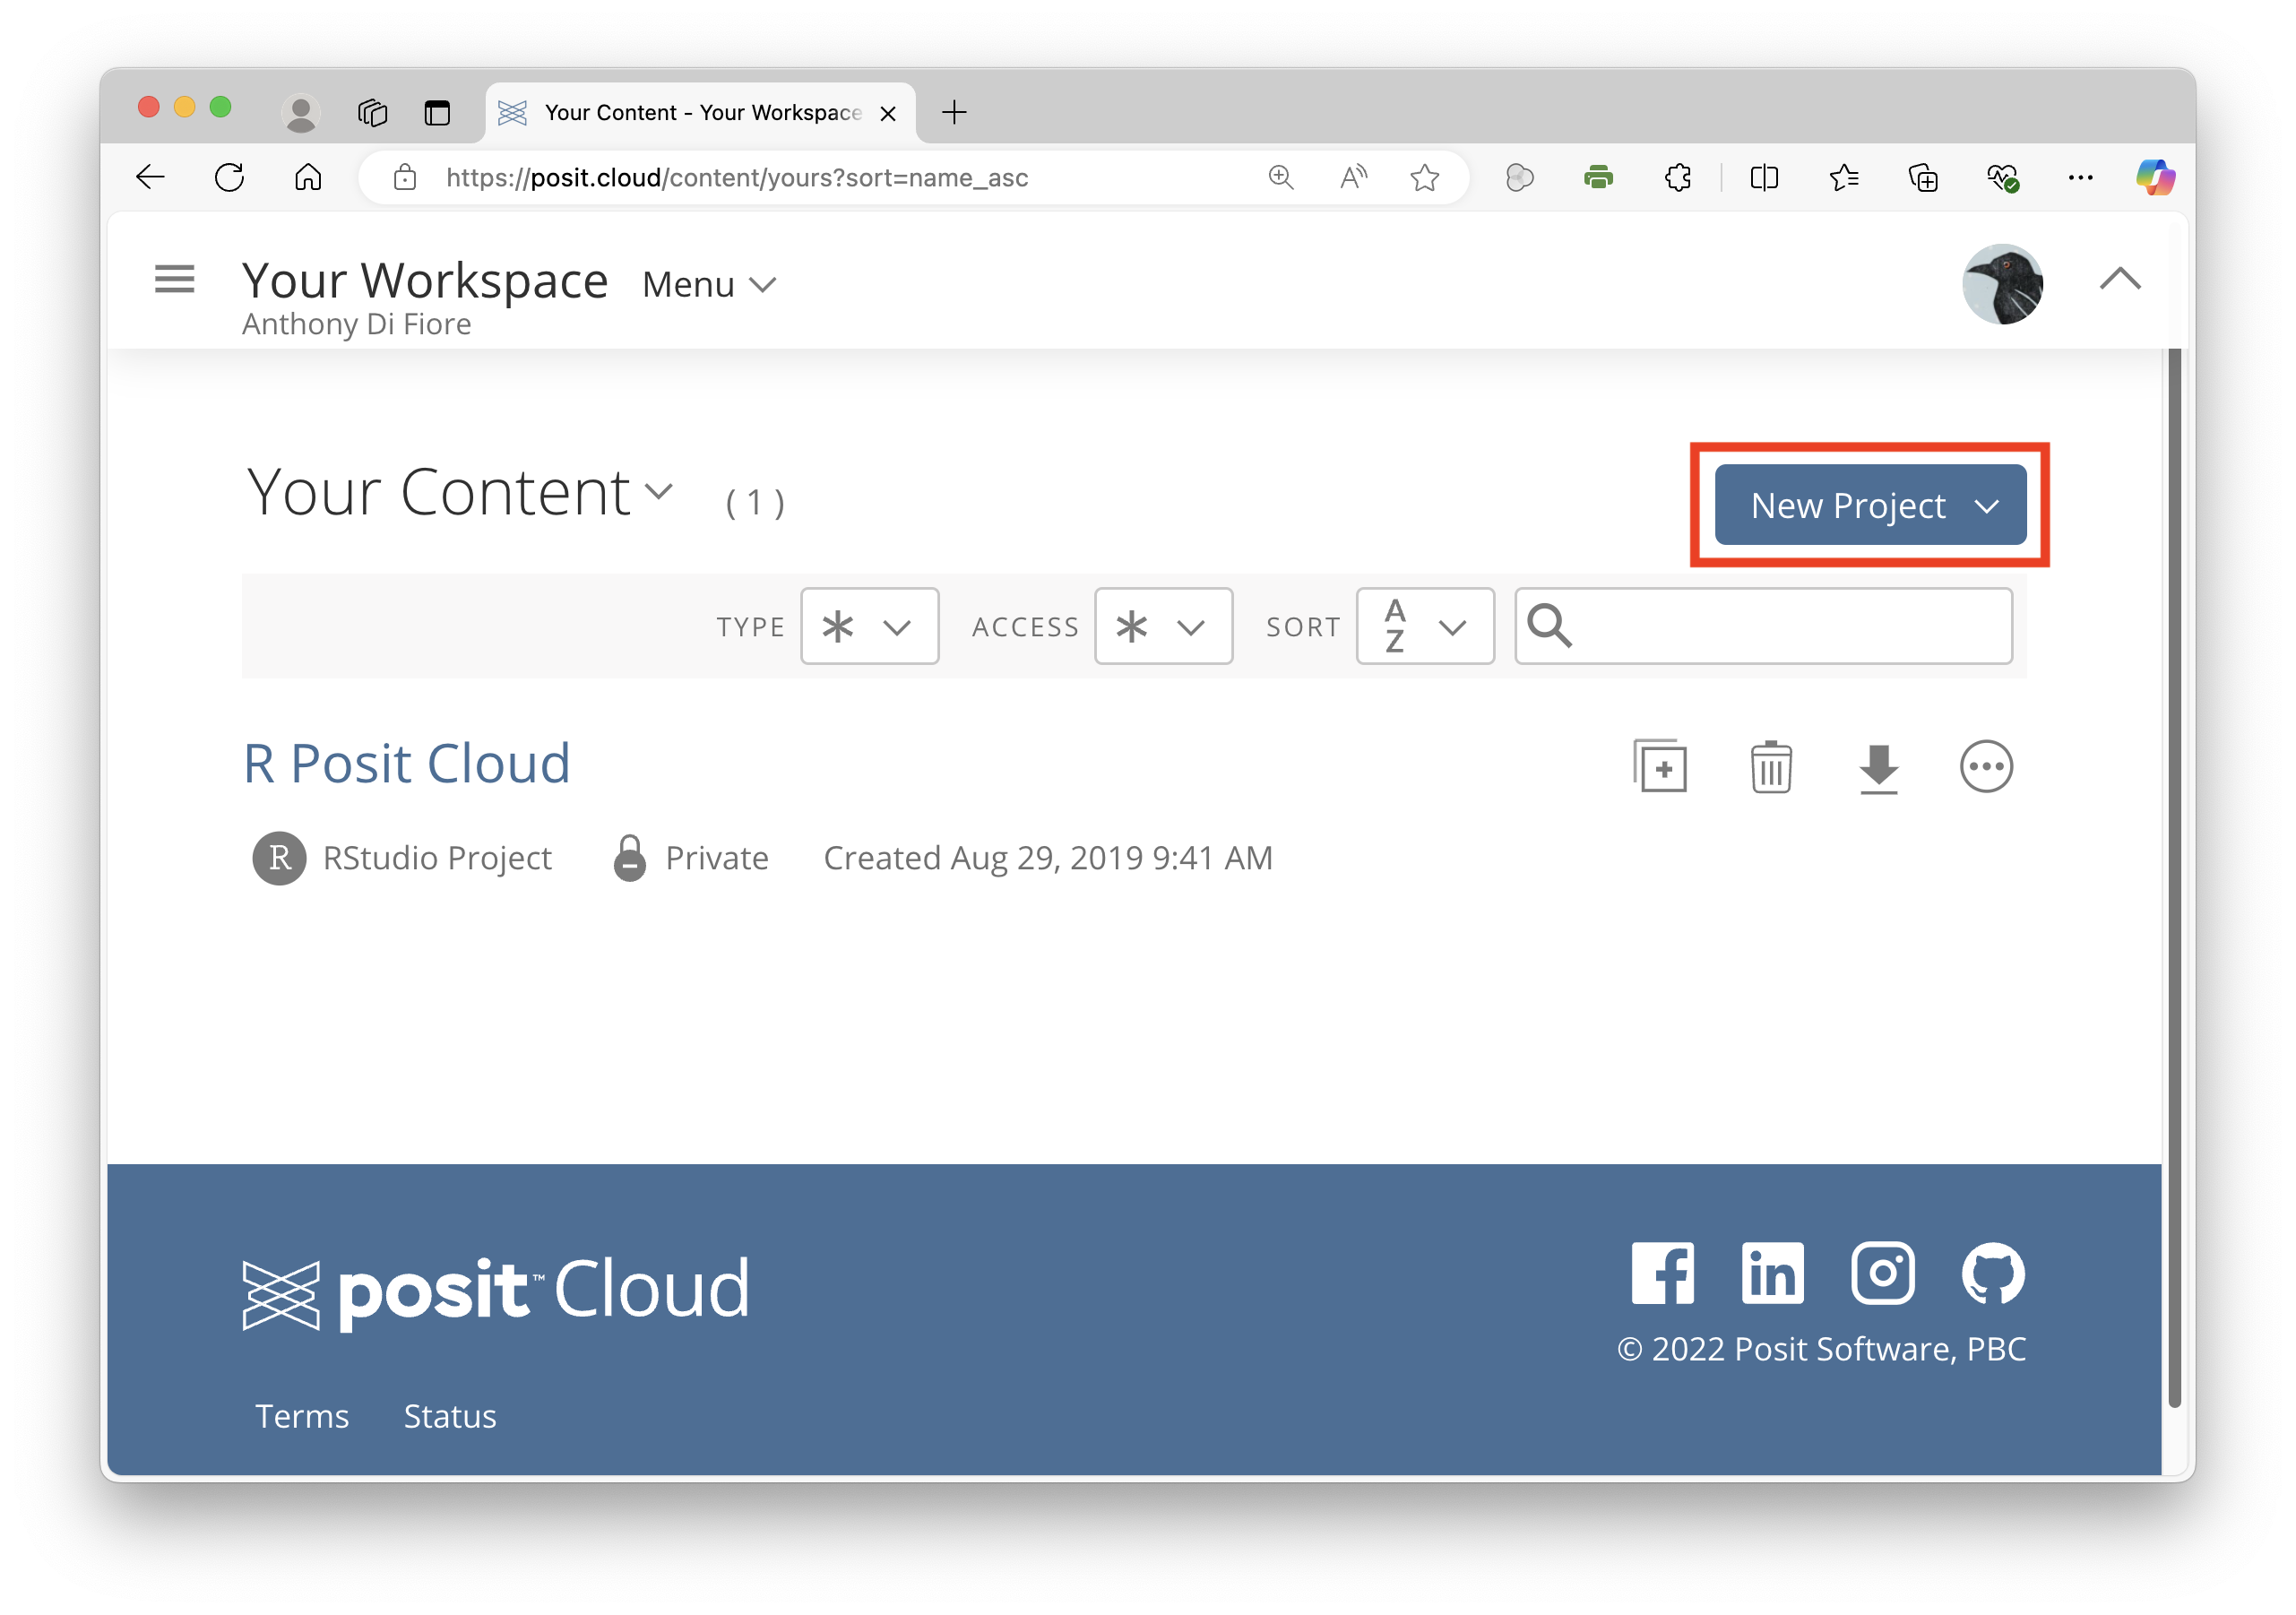 Your Content - Your Workspace
https://posit.cloud/content/yours?sort=name_asc
Your Workspace Menu
Anthony Di Fiore
Your Content ( 1 ) New Project
TYPE * ACCESS * SORT A Z
R Posit Cloud
R RStudio Project Private Created Aug 29, 2019 9:41 AM
posit™ Cloud
© 2022 Posit Software, PBC
Terms Status